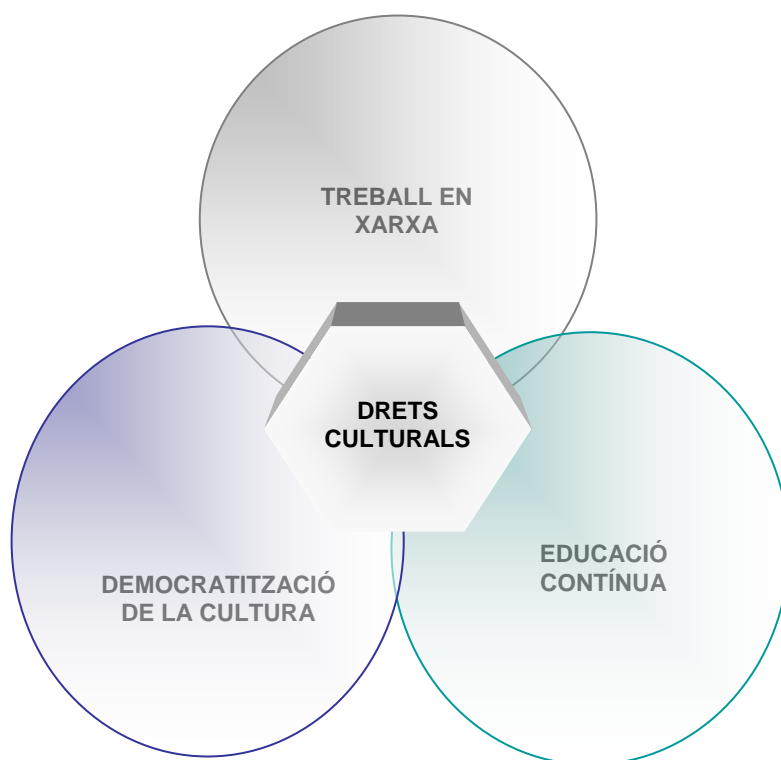 TREBALL EN
XARXA
DRETS
CULTURALS
DEMOCRATITZACIÓ
DE LA CULTURA
EDUCACIÓ
CONTÍNUA